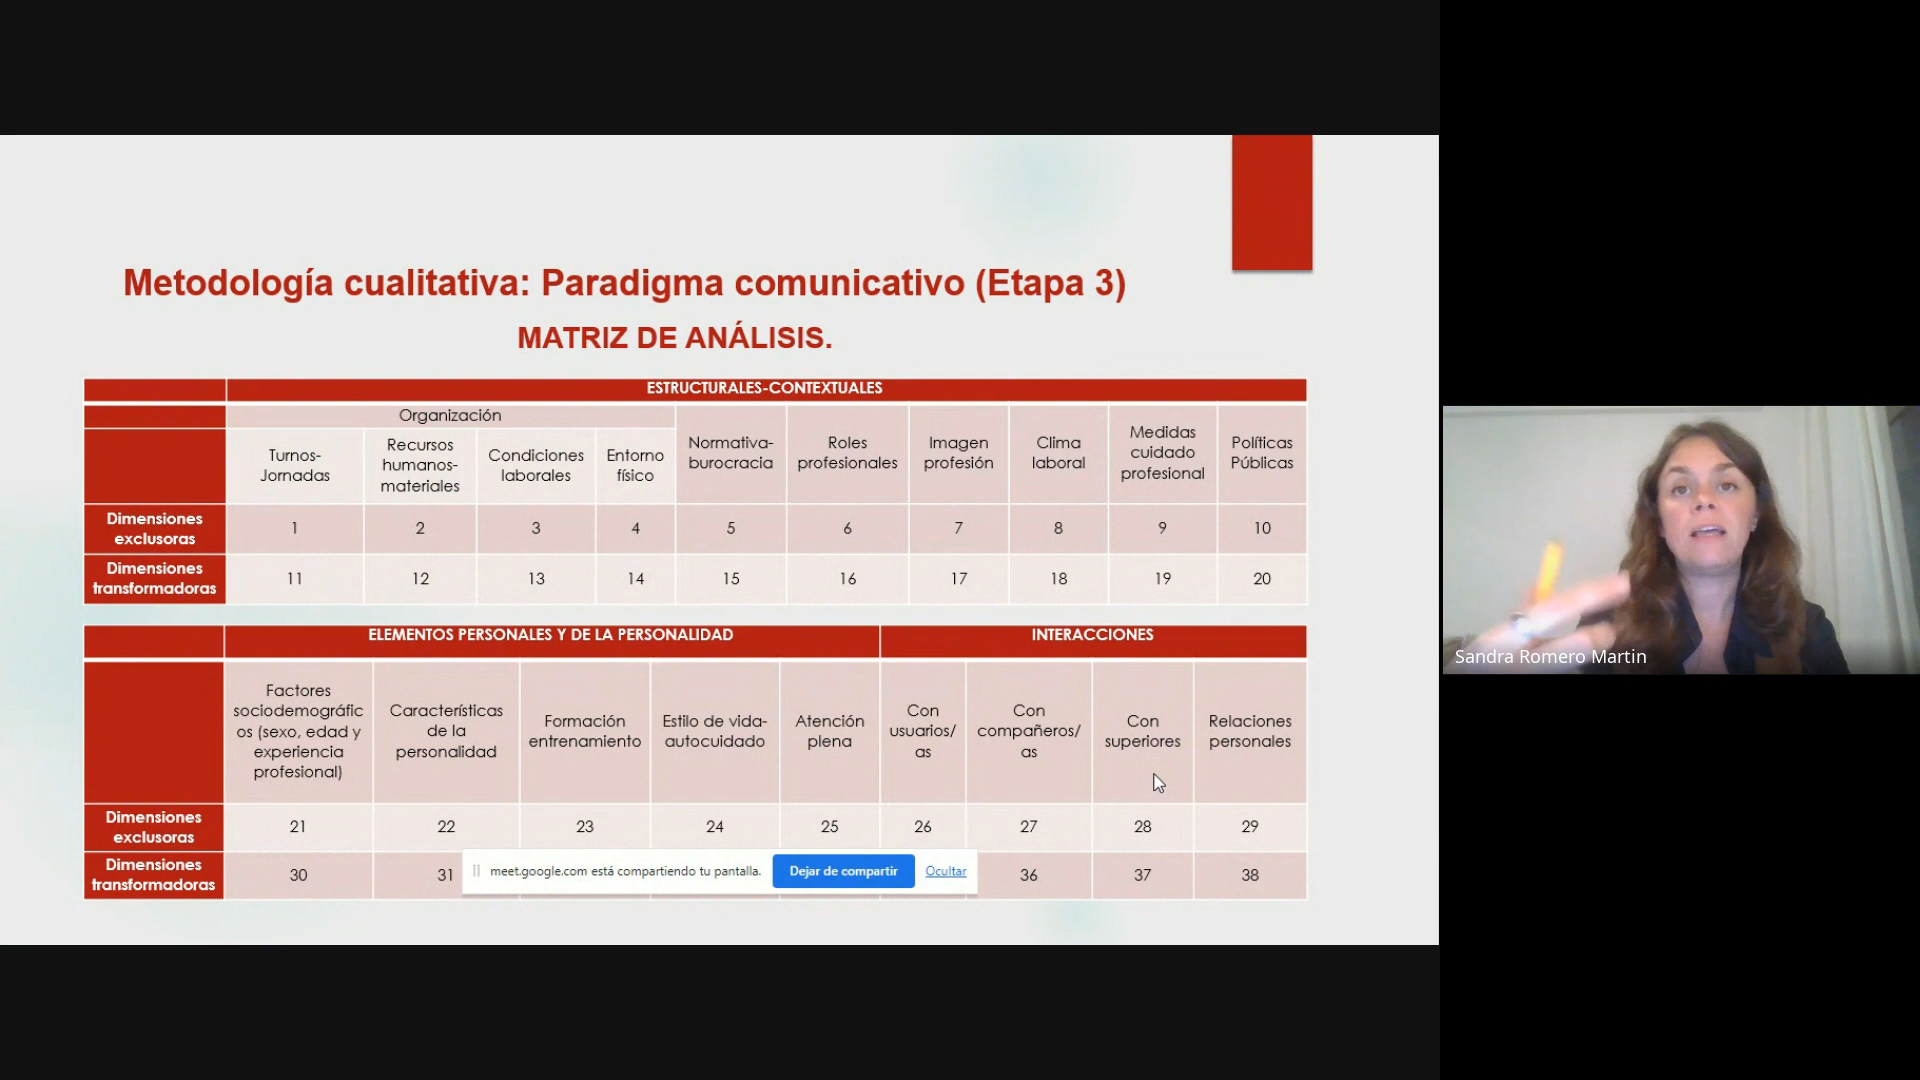 Metodología cualitativa: Paradigma comunicativo (Etapa 3)
MATRIZ DE ANÁLISIS.
ESTRUCTURALES-CONTEXTUALES
Organización
Turnos-
Jornadas
Recursos
humanos-
materiales
Condiciones
laborales
Entorno
físico
Normativa-
burocracia
Roles
profesionales
Imagen
profesión
Clima
laboral
Medidas
cuidado
profesional
Políticas
Públicas
Dimensiones
exclusoras
1 2 3 4 5 6 7 8 9 10
Dimensiones
transformadoras
11 12 13 14 15 16 17 18 19 20
ELEMENTOS PERSONALES Y DE LA PERSONALIDAD
INTERACCIONES
Factores
sociodemográfic
os (sexo, edad y
experiencia
profesional)
Características
de la
personalidad
Formación
entrenamiento
Estilo de vida-
autocuidado
Atención
plena
Con
usuarios/
as
Con
compañeros/
as
Con
superiores
Relaciones
personales
Dimensiones
exclusoras
21 22 23 24 25 26 27 28 29
Dimensiones
transformadoras
30 31 36 37 38
meet.google.com está compartiendo tu pantalla.
Dejar de compartir
Ocultar
Sandra Romero Martin